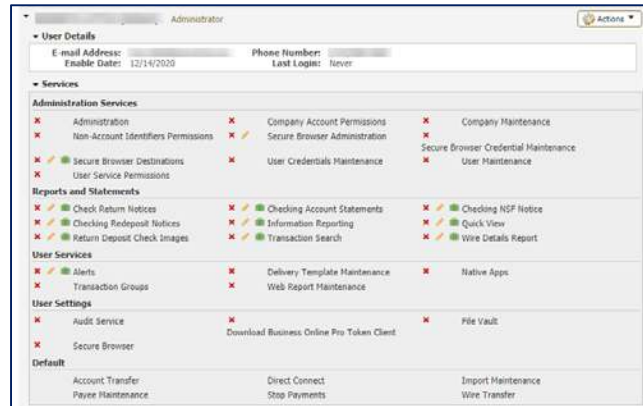 Administrator
Actions
User Details
E-mail Address: Phone Number:
Enable Date: 12/14/2020 Last Login: Never
Services
Administration Services
Administration Company Account Permissions Company Maintenance
Non-Account Identifiers Permissions Secure Browser Administration
Secure Browser Credential Maintenance
Secure Browser Destinations User Credentials Maintenance User Maintenance
User Service Permissions
Reports and Statements
Check Return Notices Checking Account Statements Checking NSF Notice
Checking Redeposit Notices Information Reporting Quick View
Return Deposit Check Images Transaction Search Wire Details Report
User Services
Alerts Delivery Template Maintenance Native Apps
Transaction Groups Web Report Maintenance
User Settings
Audit Service File Vault
Download Business Online Pro Token Client
Secure Browser
Default
Account Transfer Direct Connect Import Maintenance
Payee Maintenance Stop Payments Wire Transfer